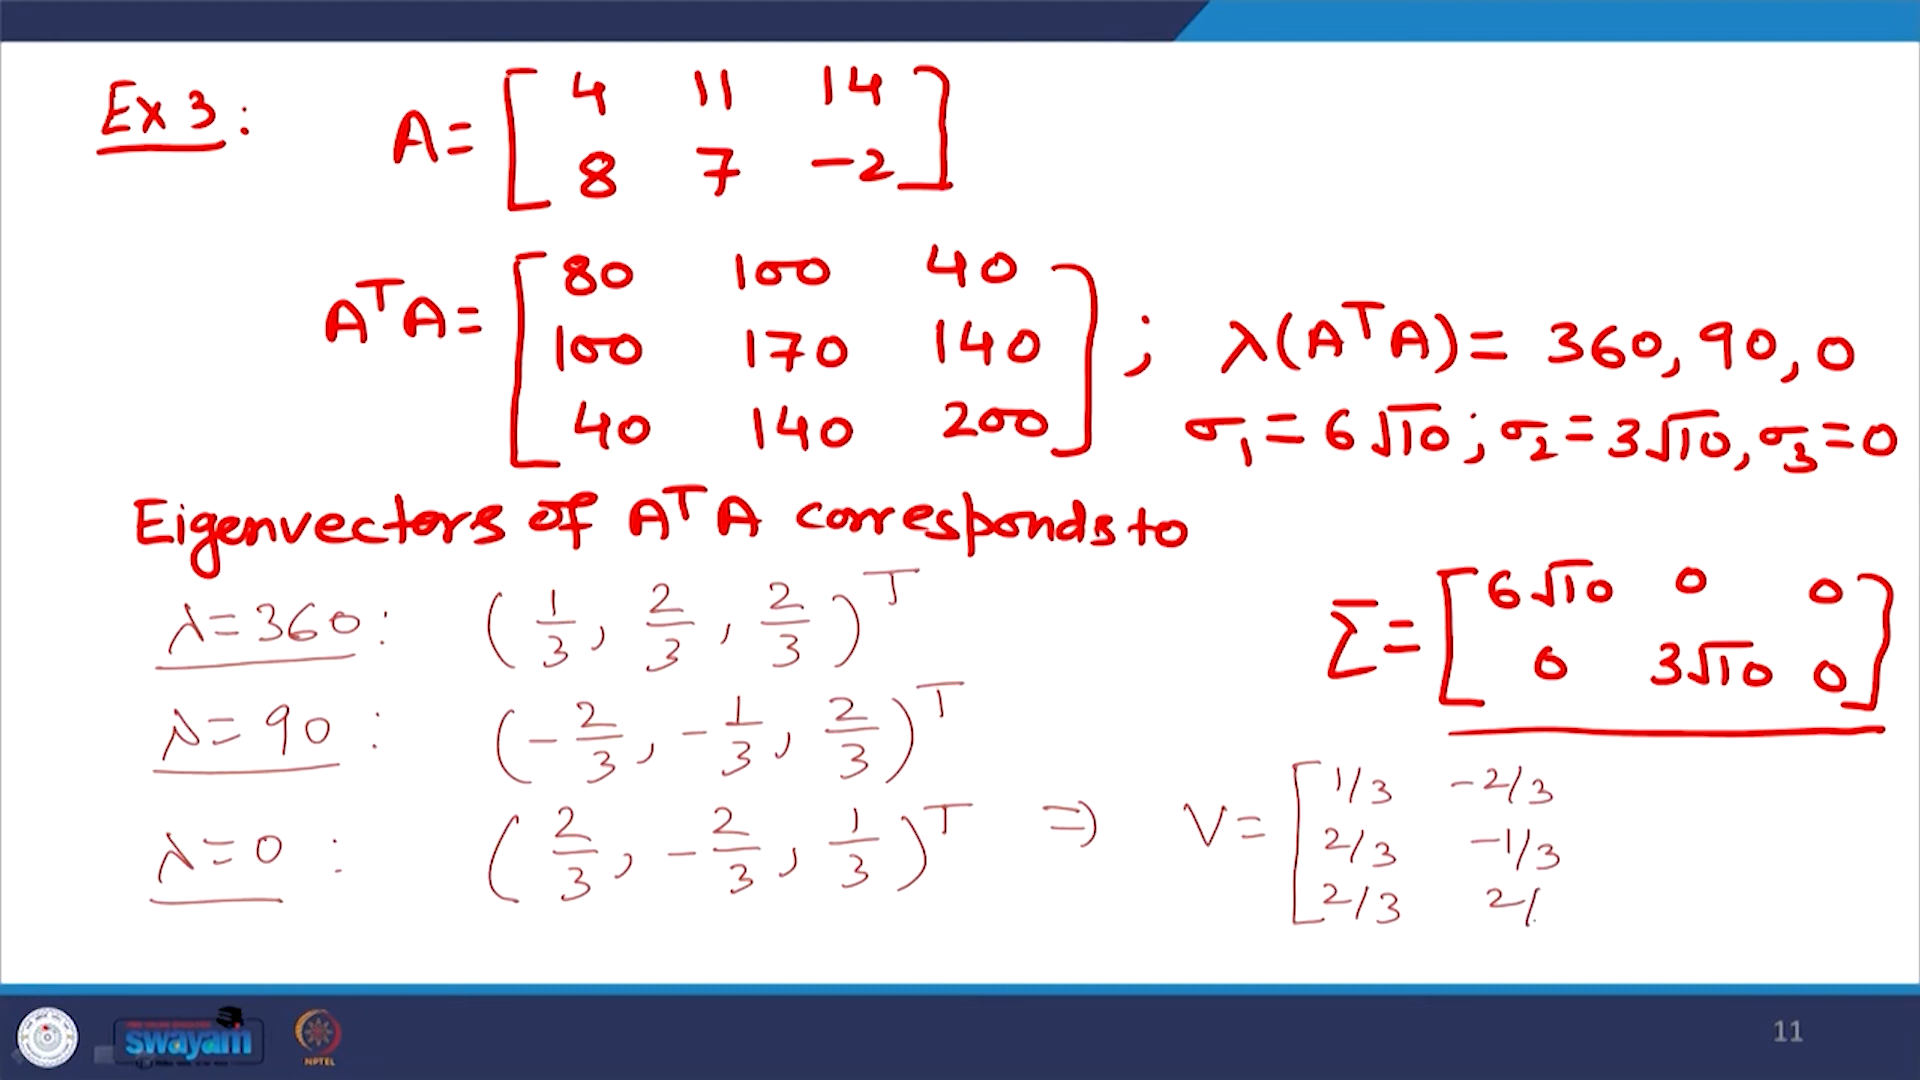 Ex 3: A = [ 4 11 14
8 7 -2 ]
AᵀA = [ 80 100 40
100 170 140
40 140 200 ] ; λ(AᵀA) = 360, 90, 0
σ₁ = 6√10 ; σ₂ = 3√10, σ₃ = 0
Eigenvectors of AᵀA corresponds to
λ = 360 : (1/3, 2/3, 2/3)ᵀ
Σ = [ 6√10 0 0
0 3√10 0 ]
λ = 90 : (-2/3, -1/3, 2/3)ᵀ
λ = 0 : (2/3, -2/3, 1/3)ᵀ ⇒ V = [ 1/3 -2/3
2/3 -1/3
2/3 2/
swayam
NPTEL
11